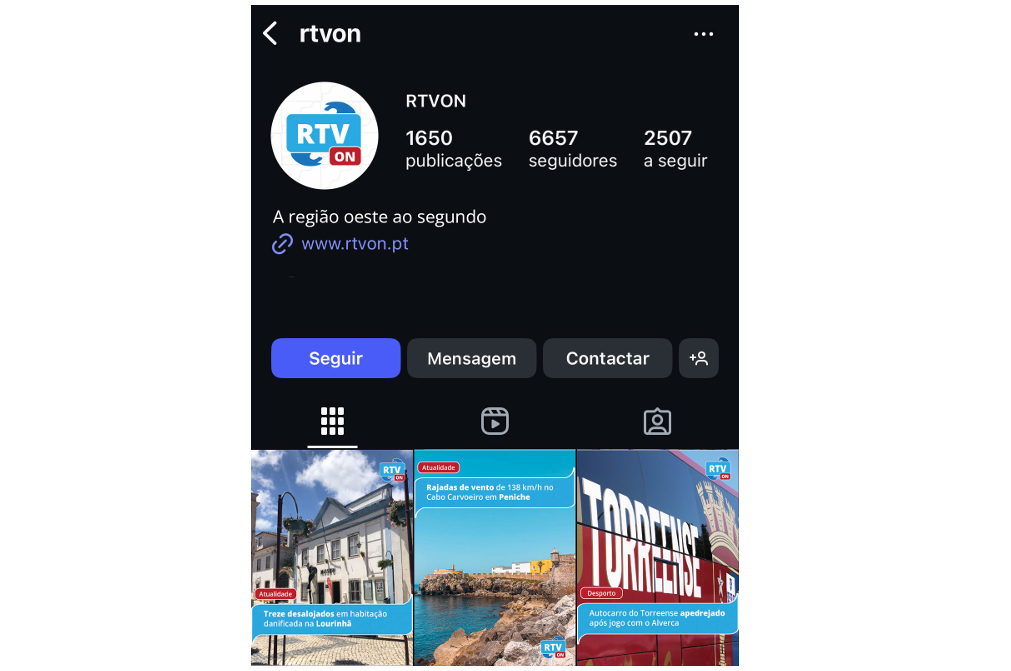 rtvon
RTV
ON
RTVON
1650
publicações
6657
seguidores
2507
a seguir
A região oeste ao segundo
www.rtvon.pt
Seguir
Mensagem
Contactar
RTV
ON
Atualidade
Treze desalojados em habitação
danificada na Lourinhã
Atualidade
Rajadas de vento de 138 km/h no
Cabo Carvoeiro em Peniche
RTV
ON
RTV
ON
TORREENSE
Desporto
Autocarro do Torreense apedrejado
após jogo com o Alverca